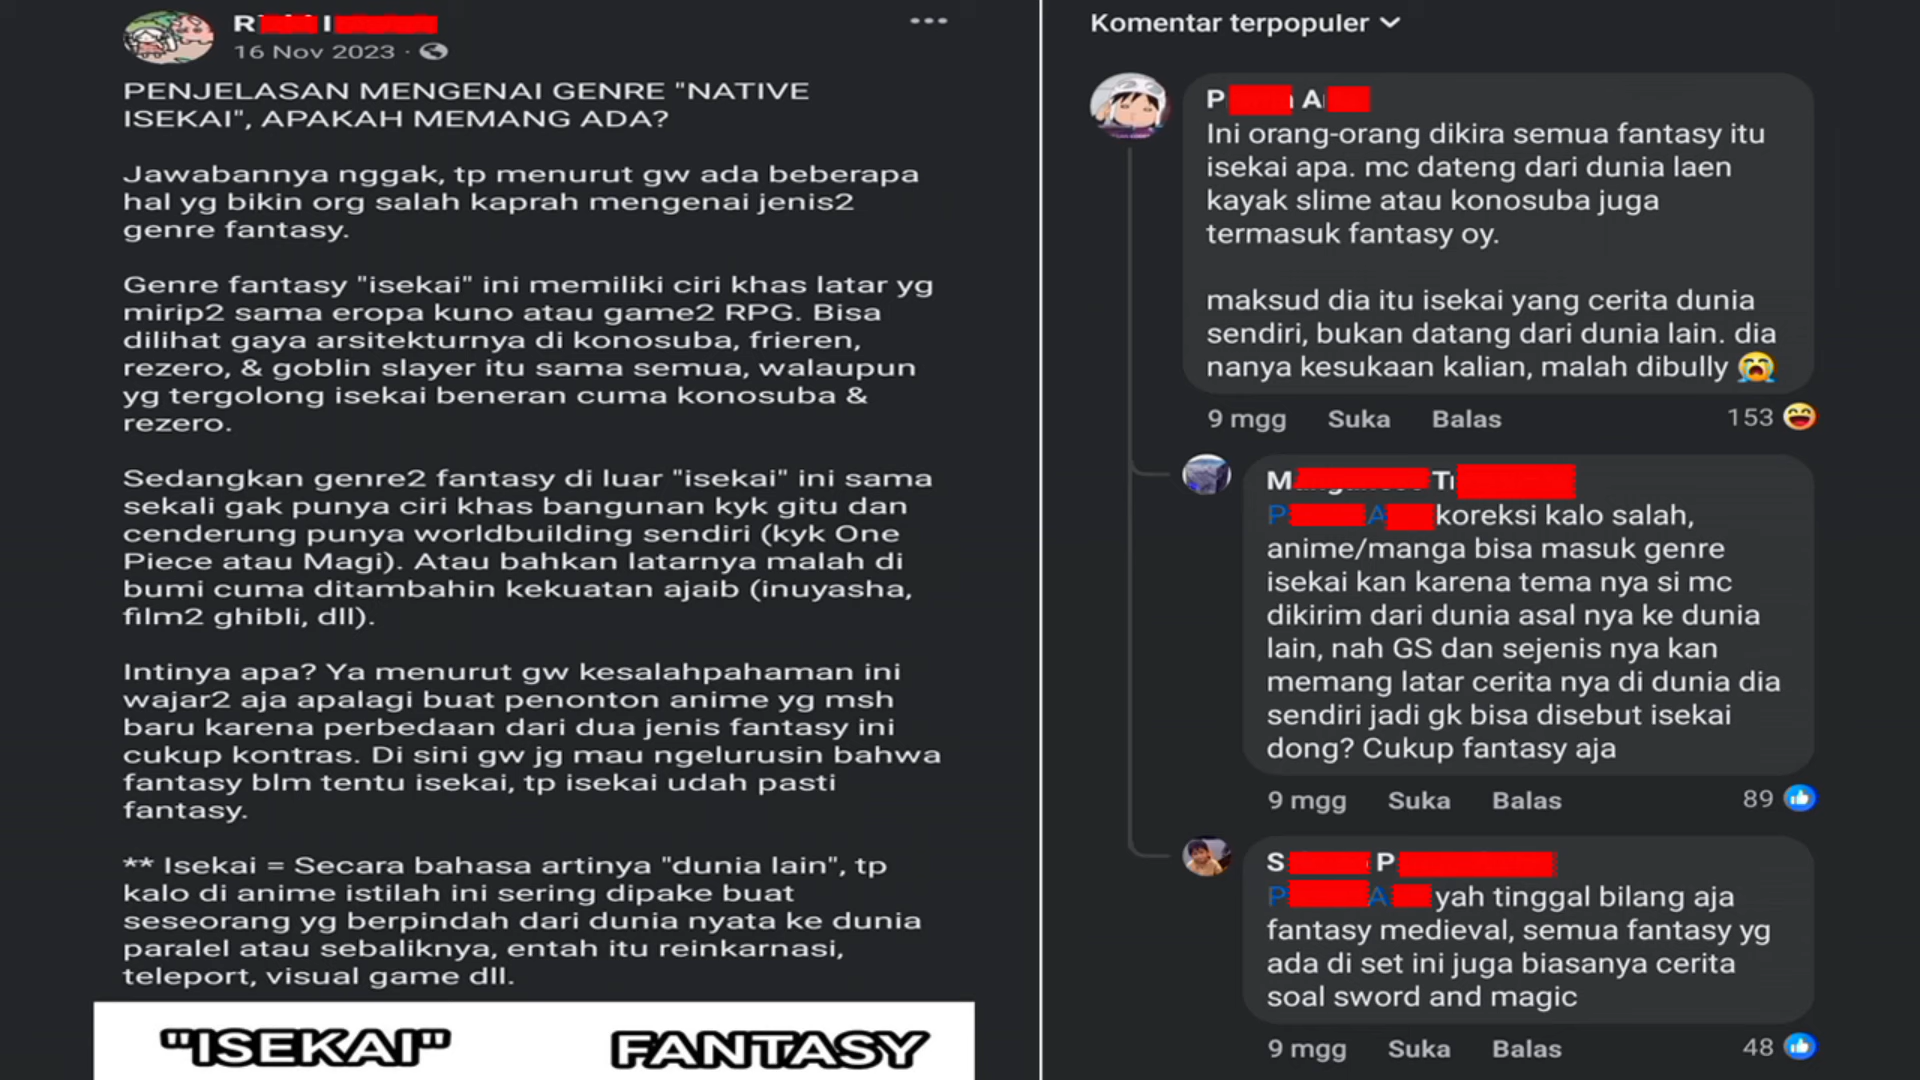 R I
16 Nov 2023 ·
PENJELASAN MENGENAI GENRE "NATIVE
ISEKAI", APAKAH MEMANG ADA?
Jawabannya nggak, tp menurut gw ada beberapa
hal yg bikin org salah kaprah mengenai jenis2
genre fantasy.
Genre fantasy "isekai" ini memiliki ciri khas latar yg
mirip2 sama eropa kuno atau game2 RPG. Bisa
dilihat gaya arsitekturnya di konosuba, frieren,
rezero, & goblin slayer itu sama semua, walaupun
yg tergolong isekai beneran cuma konosuba &
rezero.
Sedangkan genre2 fantasy di luar "isekai" ini sama
sekali gak punya ciri khas bangunan kyk gitu dan
cenderung punya worldbuilding sendiri (kyk One
Piece atau Magi). Atau bahkan latarnya malah di
bumi cuma ditambahin kekuatan ajaib (inuyasha,
film2 ghibli, dll).
Intinya apa? Ya menurut gw kesalahpahaman ini
wajar2 aja apalagi buat penonton anime yg msh
baru karena perbedaan dari dua jenis fantasy ini
cukup kontras. Di sini gw jg mau ngelurusin bahwa
fantasy blm tentu isekai, tp isekai udah pasti
fantasy.
** Isekai = Secara bahasa artinya "dunia lain", tp
kalo di anime istilah ini sering dipake buat
seseorang yg berpindah dari dunia nyata ke dunia
paralel atau sebaliknya, entah itu reinkarnasi,
teleport, visual game dll.
"ISEKAI" FANTASY
Komentar terpopuler
P A
Ini orang-orang dikira semua fantasy itu
isekai apa. mc dateng dari dunia laen
kayak slime atau konosuba juga
termasuk fantasy oy.
maksud dia itu isekai yang cerita dunia
sendiri, bukan datang dari dunia lain. dia
nanya kesukaan kalian, malah dibully 😭
9 mgg Suka Balas 153
M T
P A koreksi kalo salah,
anime/manga bisa masuk genre
isekai kan karena tema nya si mc
dikirim dari dunia asal nya ke dunia
lain, nah GS dan sejenis nya kan
memang latar cerita nya di dunia dia
sendiri jadi gk bisa disebut isekai
dong? Cukup fantasy aja
9 mgg Suka Balas 89
S P
P A yah tinggal bilang aja
fantasy medieval, semua fantasy yg
ada di set ini juga biasanya cerita
soal sword and magic
9 mgg Suka Balas 48